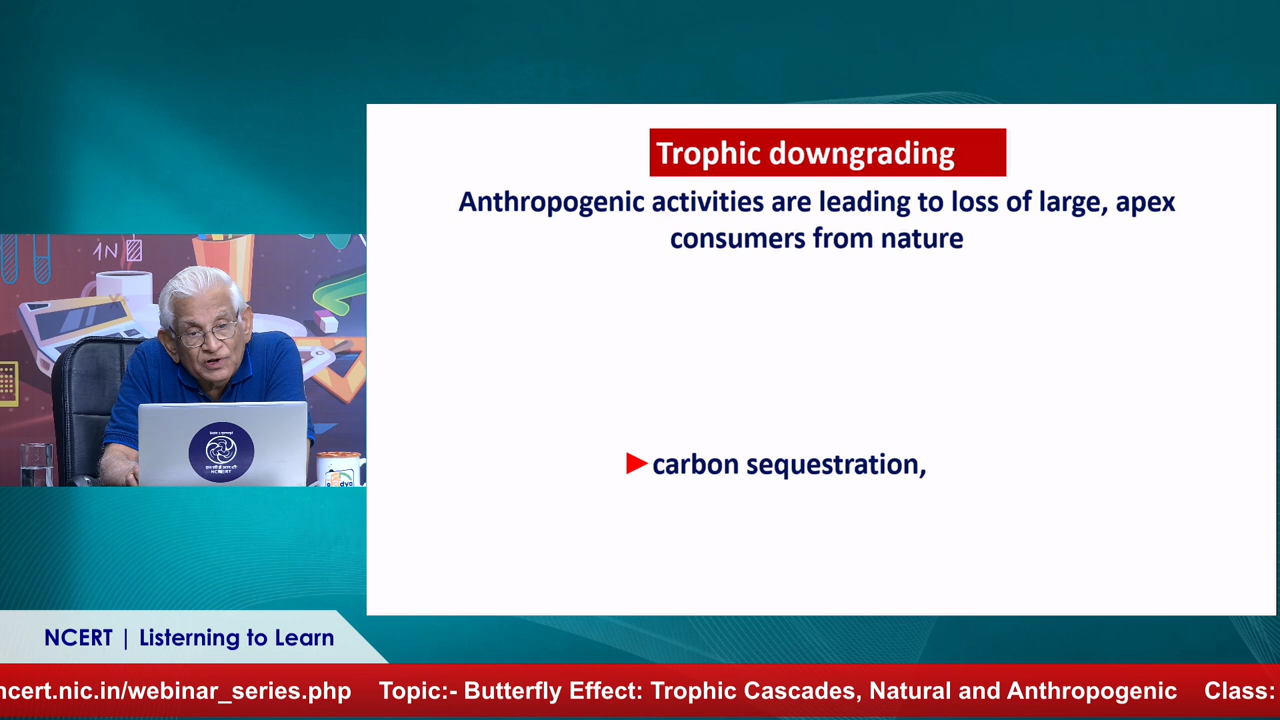 Trophic downgrading
Anthropogenic activities are leading to loss of large, apex
consumers from nature
carbon sequestration,
NCERT | Listerning to Learn
ncert.nic.in/webinar_series.php Topic:- Butterfly Effect: Trophic Cascades, Natural and Anthropogenic Class: